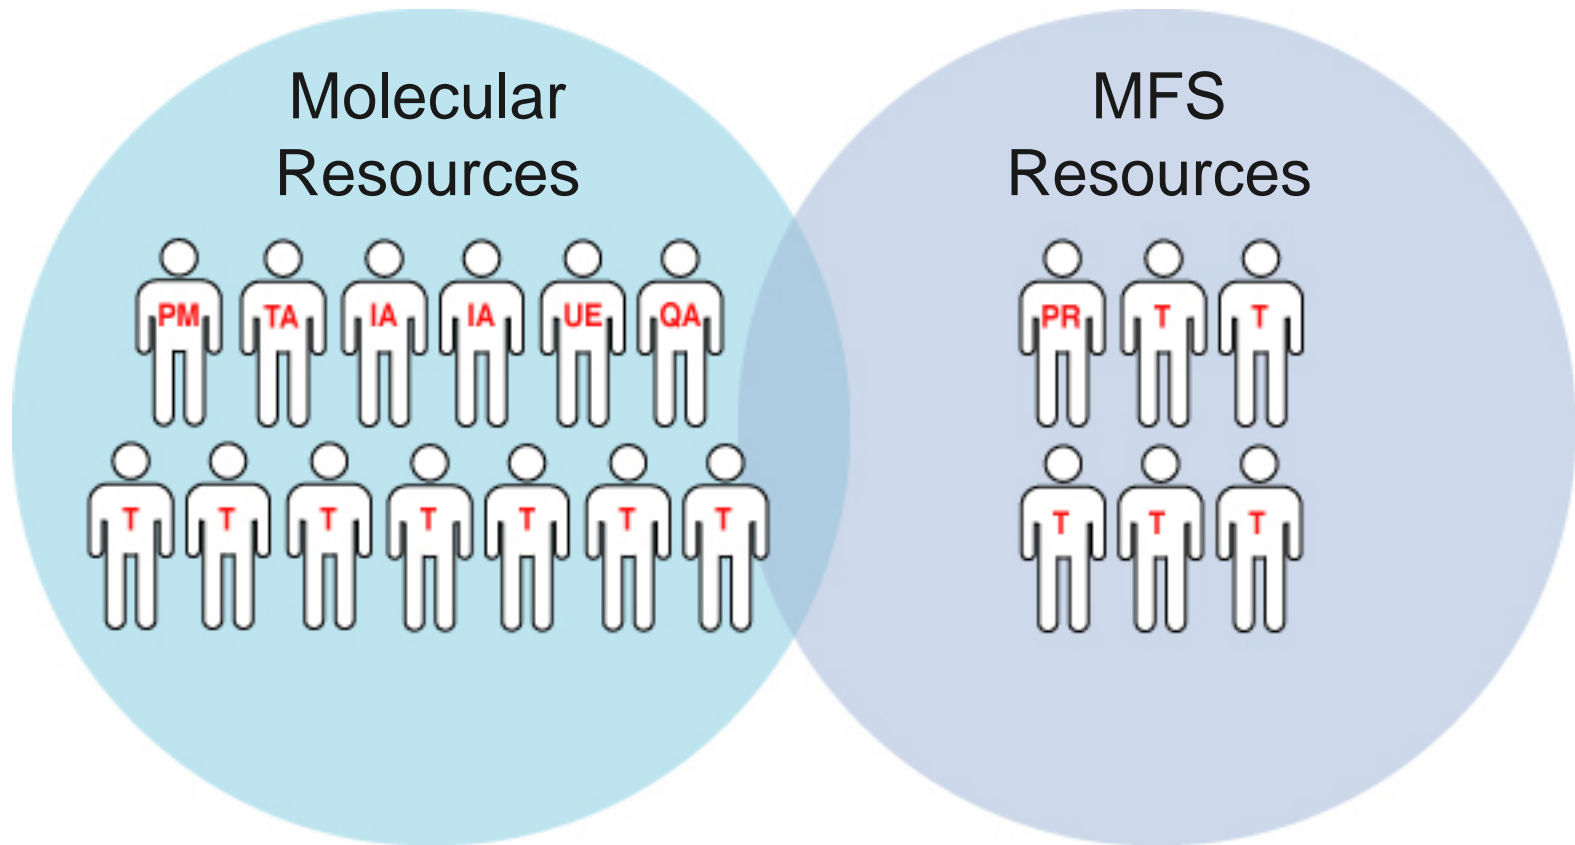 Molecular
Resources
PM TA IA IA UE QA
T T T T T T T
MFS
Resources
PR T T
T T T